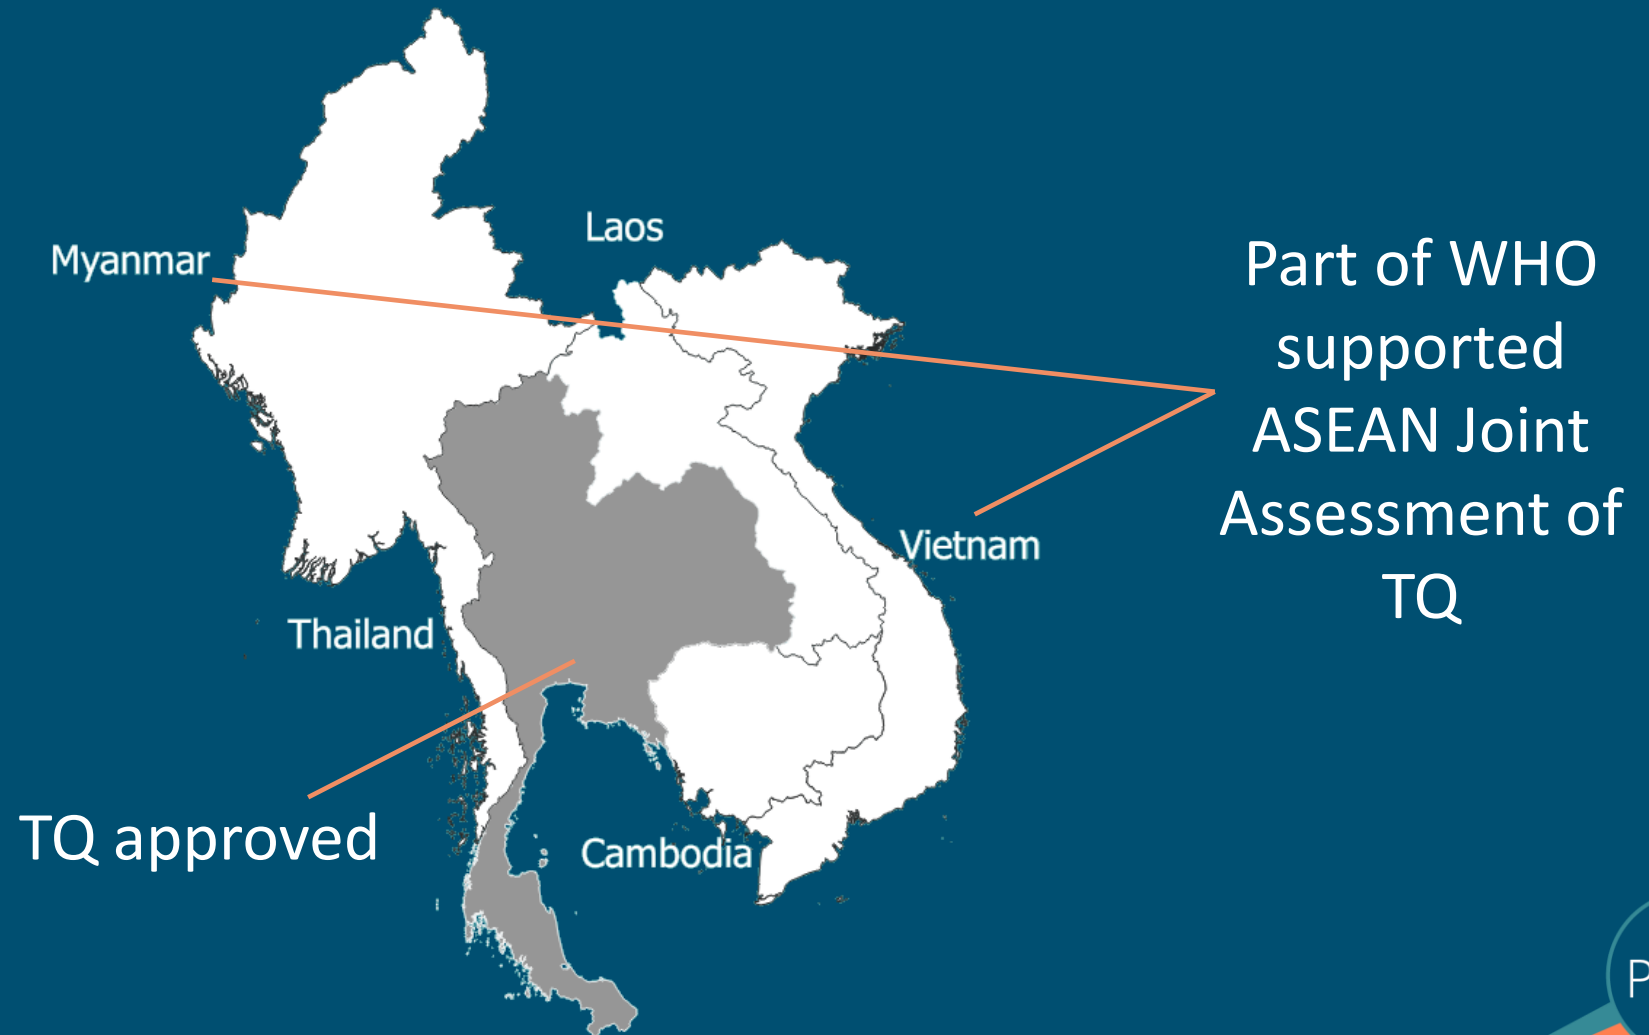 Laos
Myanmar
Part of WHO
supported
ASEAN Joint
Assessment of
TQ
Vietnam
Thailand
TQ approved
Cambodia
P